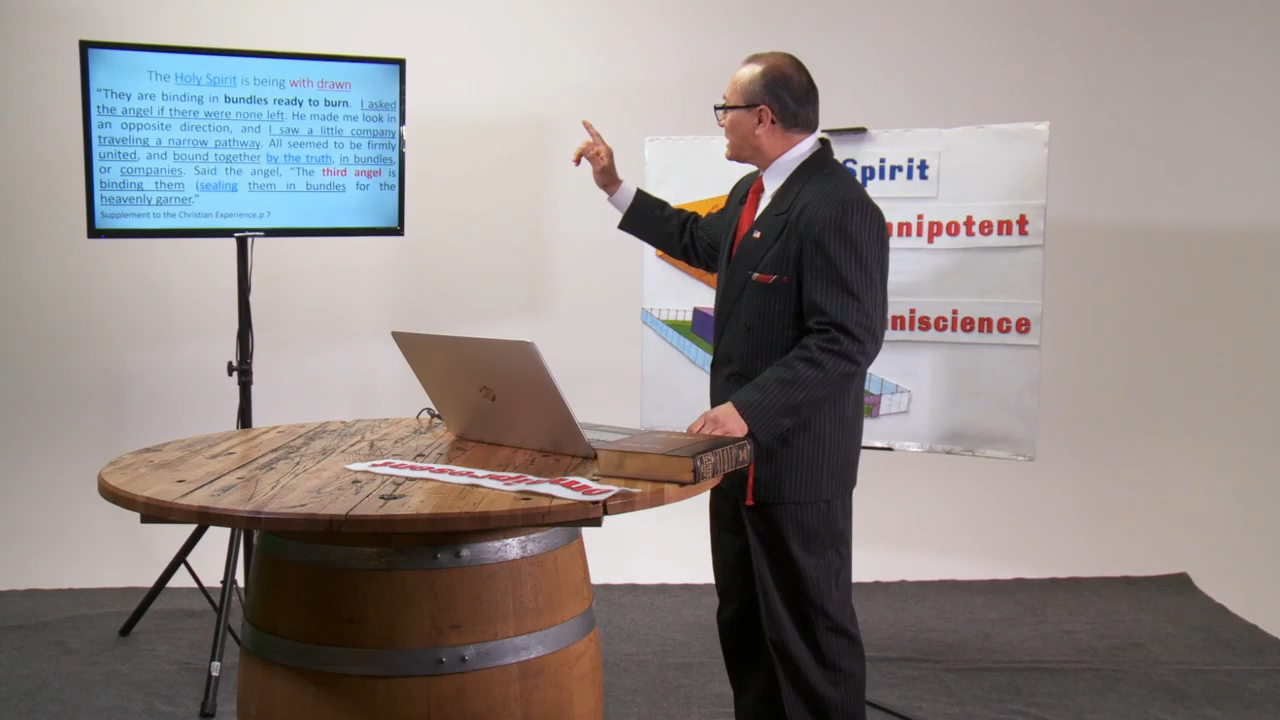 The Holy Spirit is being with drawn
“They are binding in bundles ready to burn. I asked
the angel if there were none left. He made me look in
an opposite direction, and I saw a little company
traveling a narrow pathway. All seemed to be firmly
united, and bound together by the truth, in bundles,
or companies. Said the angel, “The third angel is
binding them (sealing them in bundles for the
heavenly garner.”
Supplement to the Christian Experience.p.7
Spirit
nipotent
niscience
Omnipresent